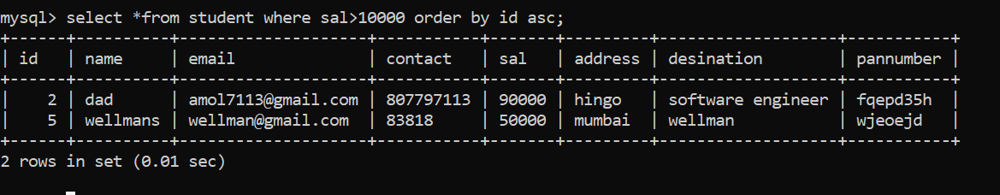 mysql> select *from student where sal>10000 order by id asc;
+------+----------+-------------------+-----------+-------+---------+-------------------+-----------+
| id   | name     | email             | contact   | sal   | address | desination        | pannumber |
+------+----------+-------------------+-----------+-------+---------+-------------------+-----------+
|    2 | dad      | amol7113@gmail.com | 807797113 | 90000 | hingo   | software engineer | fqepd35h  |
|    5 | wellmans | wellman@gmail.com  | 83818     | 50000 | mumbai  | wellman           | wjeoejd   |
+------+----------+-------------------+-----------+-------+---------+-------------------+-----------+
2 rows in set (0.01 sec)